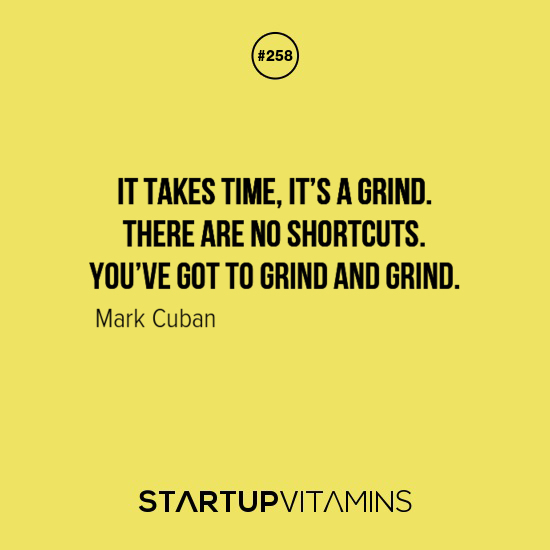 #258
IT TAKES TIME, IT’S A GRIND.
THERE ARE NO SHORTCUTS.
YOU’VE GOT TO GRIND AND GRIND.
Mark Cuban
STARTUPVITAMINS